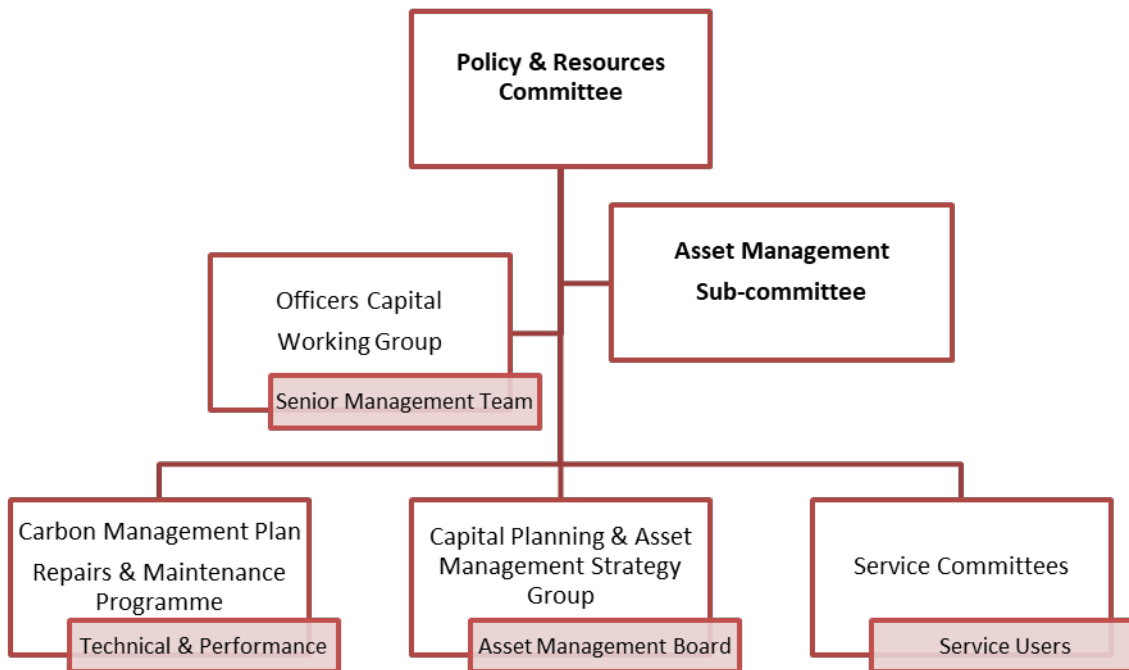 Policy & Resources
Committee
Asset Management
Sub-committee
Officers Capital
Working Group
Senior Management Team
Carbon Management Plan
Repairs & Maintenance
Programme
Technical & Performance
Capital Planning & Asset
Management Strategy
Group
Asset Management Board
Service Committees
Service Users